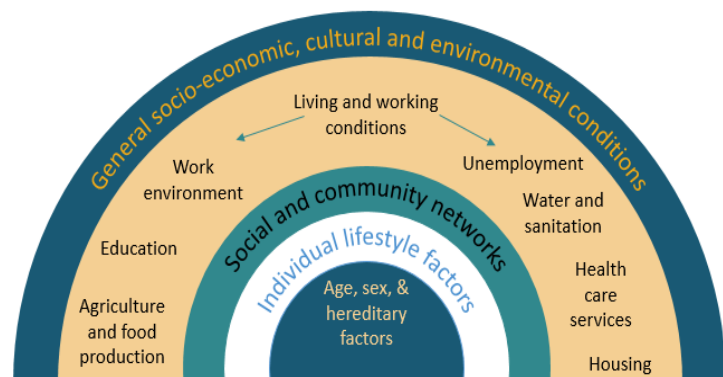 General socio-economic, cultural and environmental conditions
Living and working
conditions
Work
environment
Unemployment
Water and
sanitation
Education
Health
care
services
Agriculture
and food
production
Housing
Social and community networks
Individual lifestyle factors
Age, sex, &
hereditary
factors